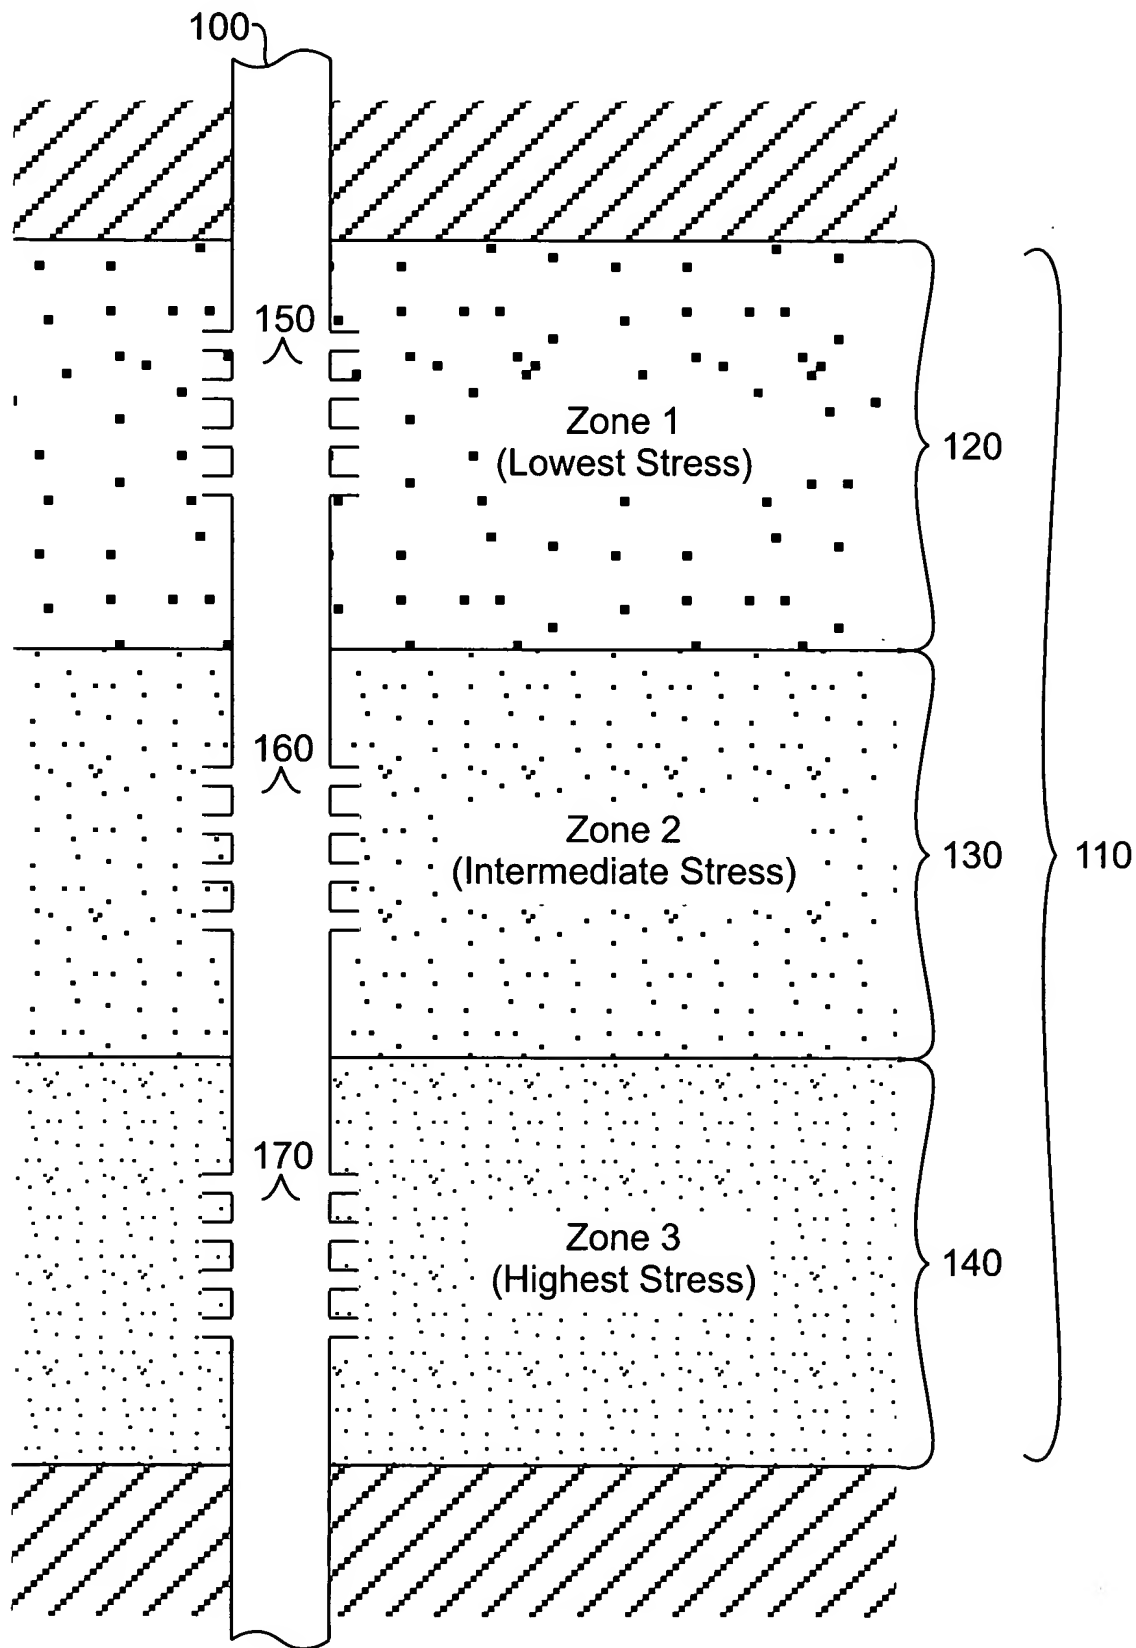 100
150
Zone 1
(Lowest Stress)
120
160
Zone 2
(Intermediate Stress)
130
110
170
Zone 3
(Highest Stress)
140